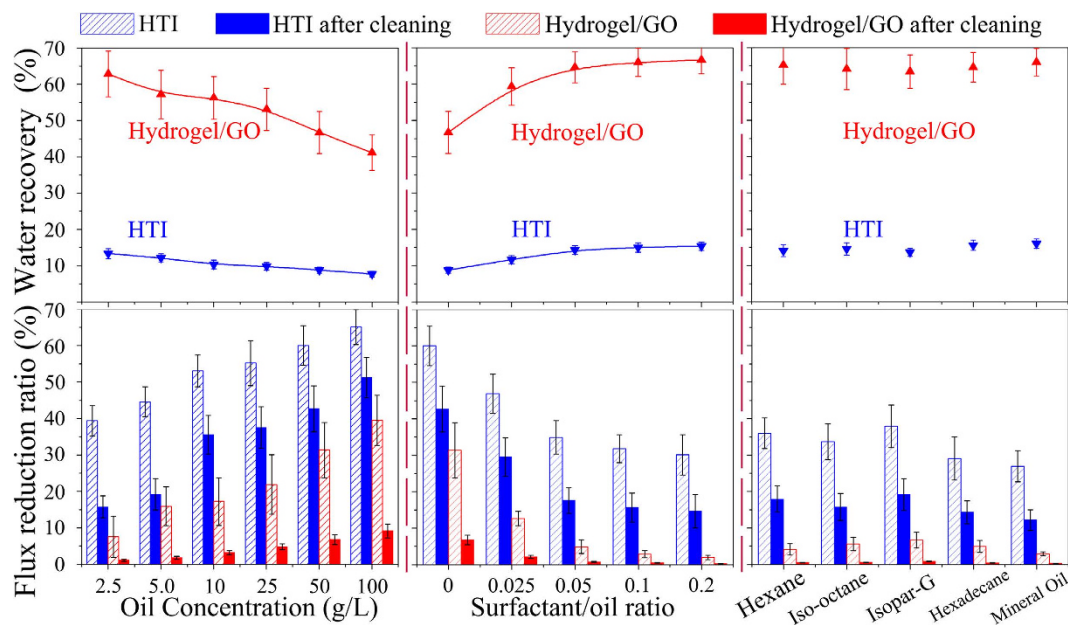 HTI HTI after cleaning Hydrogel/GO Hydrogel/GO after cleaning
Water recovery (%)
70
60
50
40
30
20
10
0
Hydrogel/GO
HTI
Hydrogel/GO
HTI
Hydrogel/GO
HTI
Flux reduction ratio (%)
70
60
50
40
30
20
10
0
2.5 5.0 10 25 50 100
Oil Concentration (g/L)
0 0.025 0.05 0.1 0.2
Surfactant/oil ratio
Hexane
Iso-octane
Isopar-G
Hexadecane
Mineral Oil